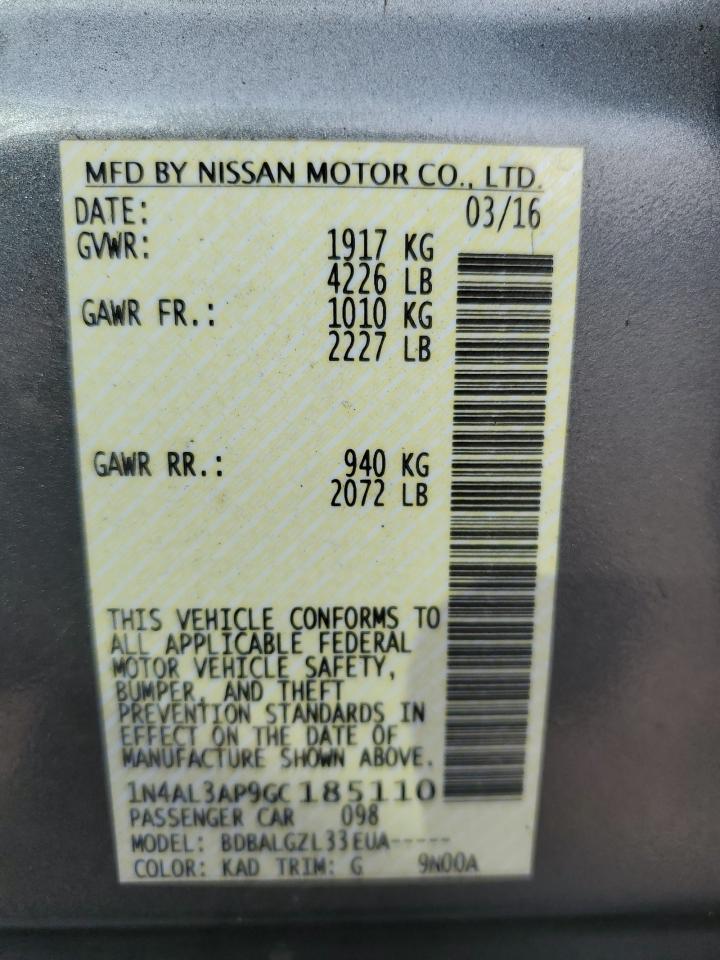 MFD BY NISSAN MOTOR CO., LTD.
DATE: 03/16
GVWR: 1917 KG
4226 LB
GAWR FR.: 1010 KG
2227 LB
GAWR RR.: 940 KG
2072 LB
THIS VEHICLE CONFORMS TO
ALL APPLICABLE FEDERAL
MOTOR VEHICLE SAFETY,
BUMPER, AND THEFT
PREVENTION STANDARDS IN
EFFECT ON THE DATE OF
MANUFACTURE SHOWN ABOVE.
1N4AL3AP9GC185110
PASSENGER CAR 098
MODEL: BDBALGZL33EUA-----
COLOR: KAD TRIM: G 9N00A